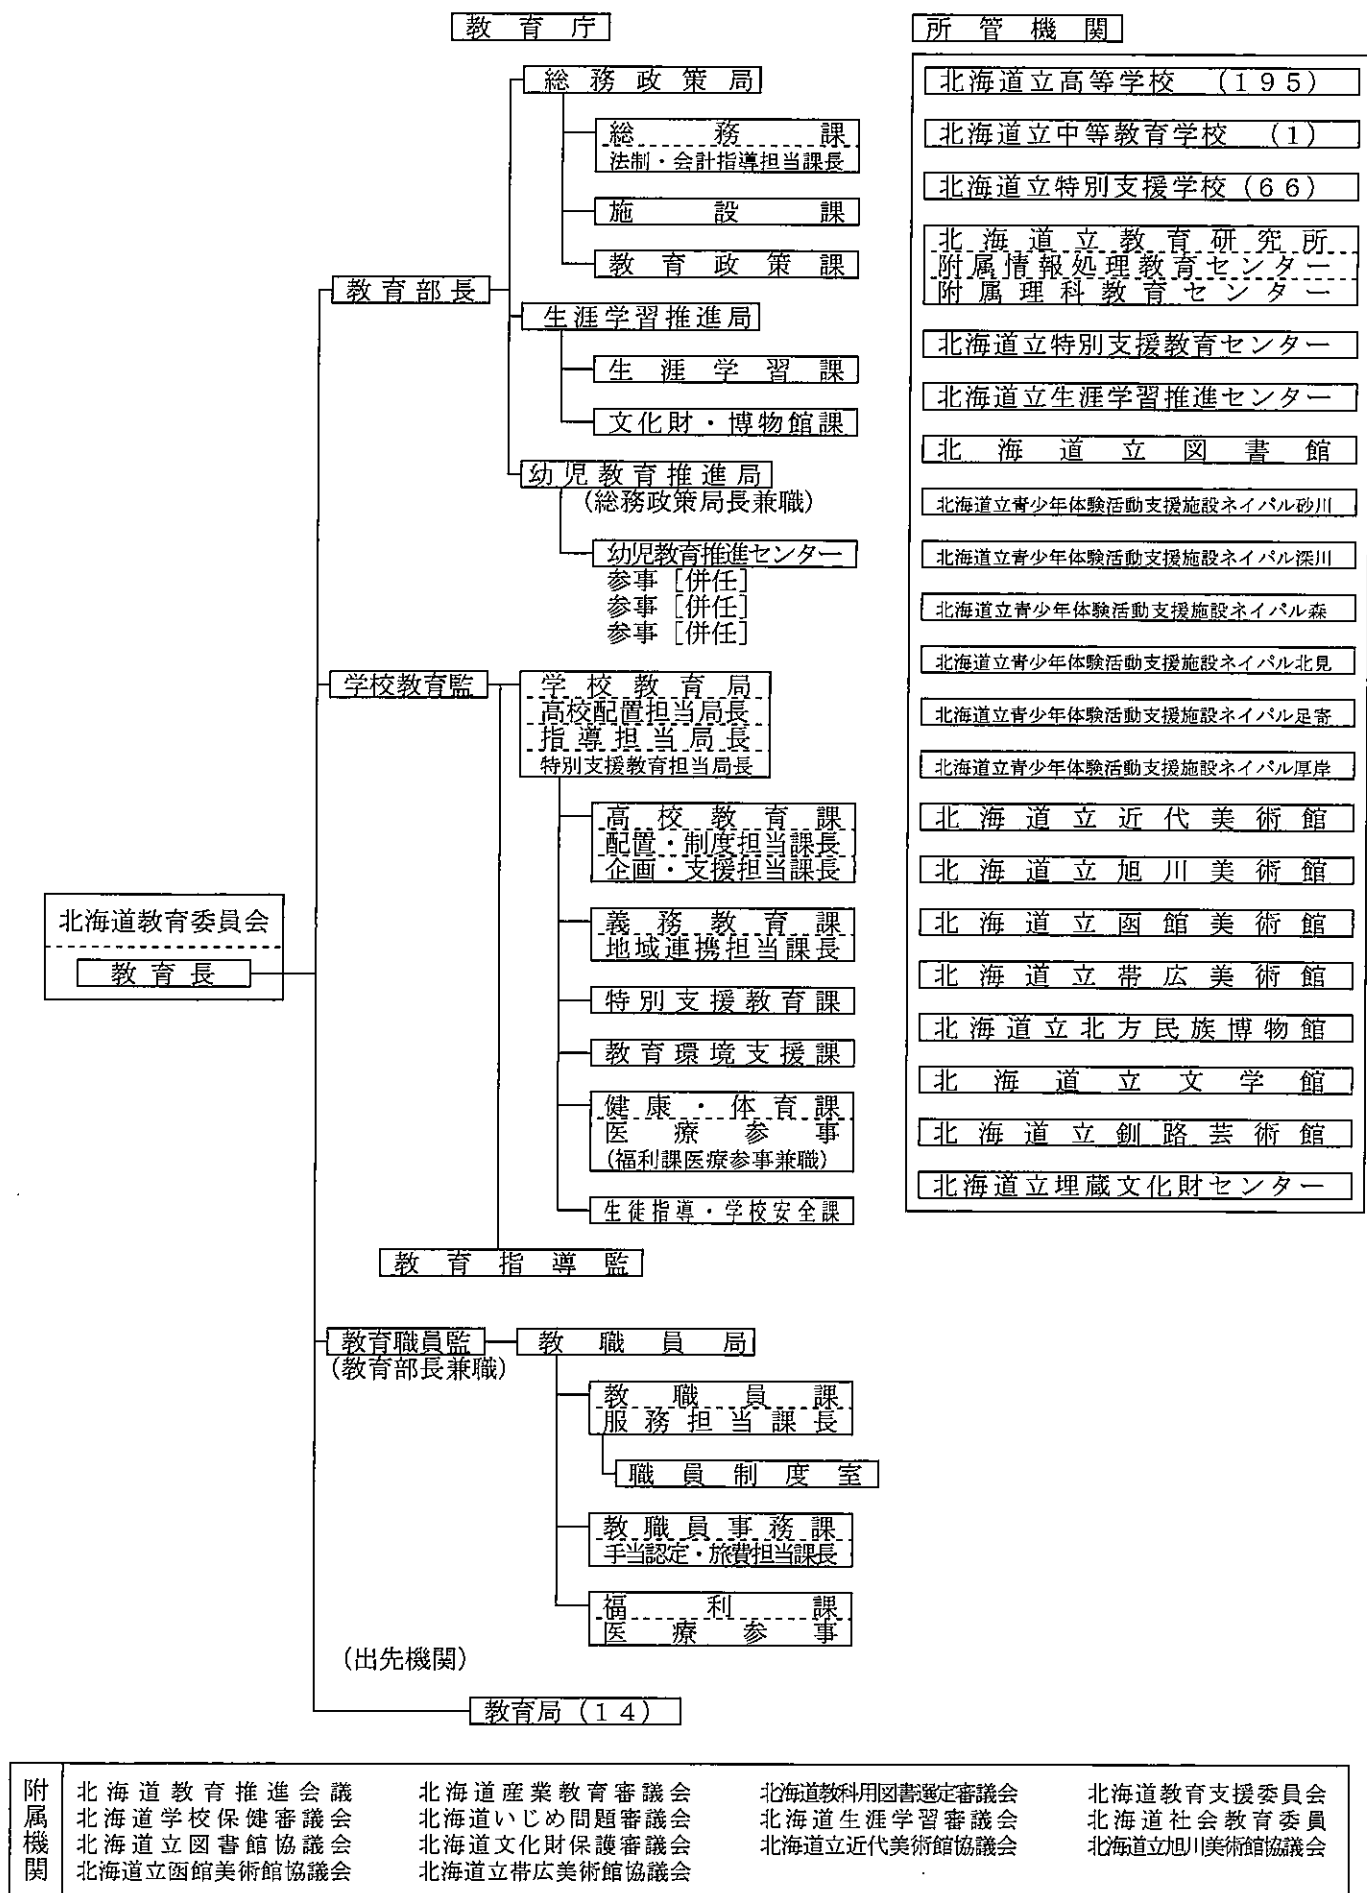 教育庁
総務政策局
総務課
法制・会計指導担当課長
施設課
教育政策課
教育部長
生涯学習推進局
生涯学習課
文化財・博物館課
幼児教育推進局
(総務政策局長兼職)
幼児教育推進センター
参事［併任］
参事［併任］
参事［併任］
学校教育監
学校教育局
高校配置担当局長
指導担当局長
特別支援教育担当局長
高校教育課
配置・制度担当課長
企画・支援担当課長
北海道教育委員会
教育長
義務教育課
地域連携担当課長
特別支援教育課
教育環境支援課
健康・体育課
医療参事
(福利課医療参事兼職)
生徒指導・学校安全課
教育指導監
教育職員監
(教育部長兼職)
教職員局
教職員課
服務担当課長
職員制度室
教職員事務課
手当認定・旅費担当課長
福利課
医療参事
(出先機関)
教育局(14)
所管機関
北海道立高等学校 (195)
北海道立中等教育学校 (1)
北海道立特別支援学校(66)
北海道立教育研究所
附属情報処理教育センター
附属理科教育センター
北海道立特別支援教育センター
北海道立生涯学習推進センター
北海道立図書館
北海道立青少年体験活動支援施設ネイパル砂川
北海道立青少年体験活動支援施設ネイパル深川
北海道立青少年体験活動支援施設ネイパル森
北海道立青少年体験活動支援施設ネイパル北見
北海道立青少年体験活動支援施設ネイパル足寄
北海道立青少年体験活動支援施設ネイパル厚岸
北海道立近代美術館
北海道立旭川美術館
北海道立函館美術館
北海道立帯広美術館
北海道立北方民族博物館
北海道立文学館
北海道立釧路芸術館
北海道立埋蔵文化財センター
附属機関
北海道教育推進会議 北海道産業教育審議会 北海道教科用図書選定審議会 北海道教育支援委員会
北海道学校保健審議会 北海道いじめ問題審議会 北海道生涯学習審議会 北海道社会教育委員
北海道立図書館協議会 北海道文化財保護審議会 北海道立近代美術館協議会 北海道立旭川美術館協議会
北海道立函館美術館協議会 北海道立帯広美術館協議会